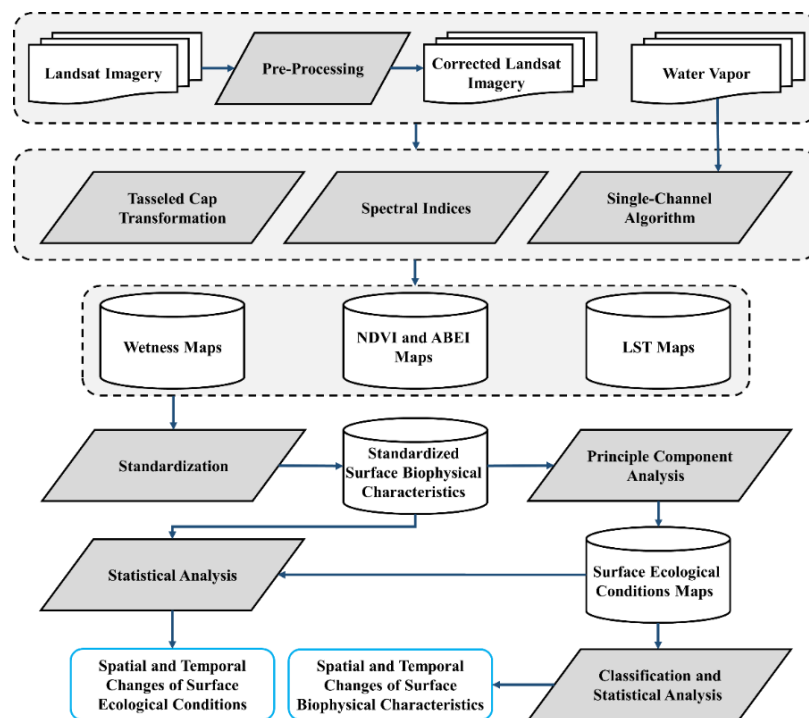 Landsat Imagery
Pre-Processing
Corrected Landsat
Imagery
Water Vapor
Tasseled Cap
Transformation
Spectral Indices
Single-Channel
Algorithm
Wetness Maps
NDVI and ABEI
Maps
LST Maps
Standardization
Standardized
Surface Biophysical
Characteristics
Principle Component
Analysis
Statistical Analysis
Surface Ecological
Conditions Maps
Spatial and Temporal
Changes of Surface
Ecological Conditions
Spatial and Temporal
Changes of Surface
Biophysical Characteristics
Classification and
Statistical Analysis